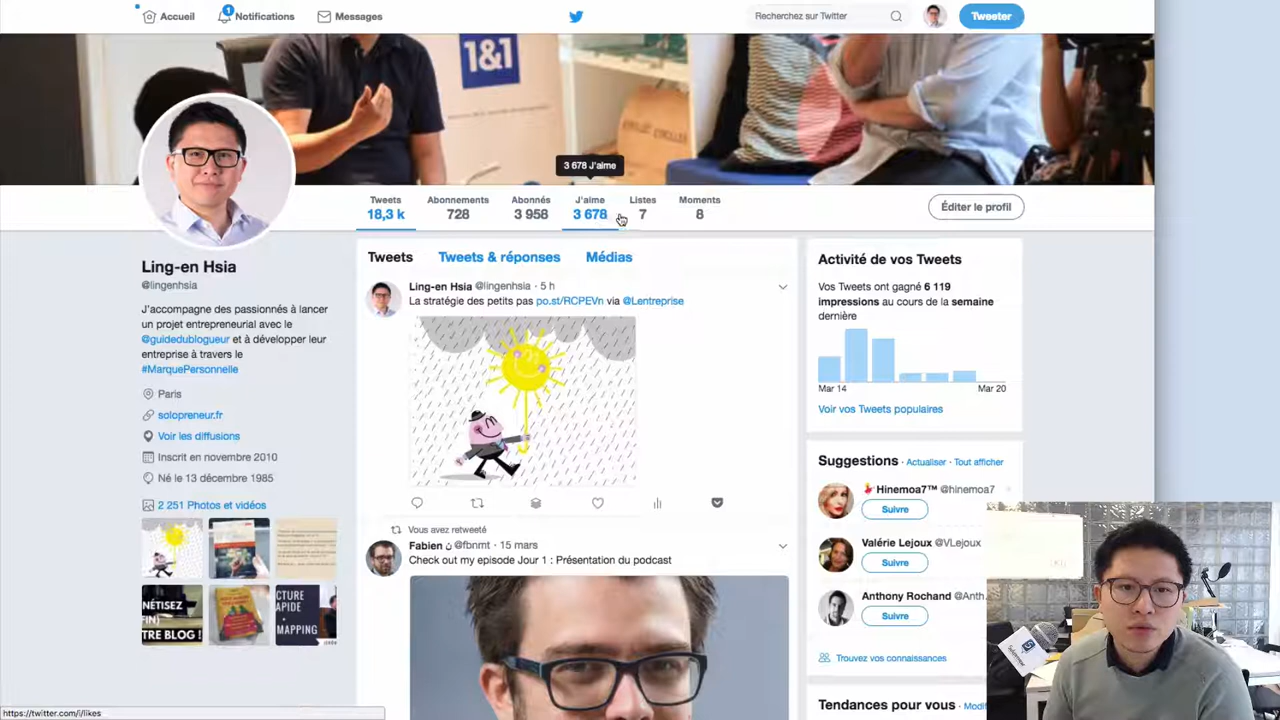 Accueil
1
Notifications
Messages
Recherchez sur Twitter
Tweeter
1&1
3 678 J'aime
Tweets
18,3 k
Abonnements
728
Abonnés
3 958
J'aime
3 678
Listes
7
Moments
8
Éditer le profil
Ling-en Hsia
@lingenhsia
J'accompagne des passionnés à lancer
un projet entrepreneurial avec le
@guidedublogueur et à développer leur
entreprise à travers le
#MarquePersonnelle
Paris
solopreneur.fr
Voir les diffusions
Inscrit en novembre 2010
Né le 13 décembre 1985
2 251 Photos et vidéos
NÉTISEZ
FIN)
TRE BLOG !
CTURE
APIDE
+
MAPPING
Tweets
Tweets & réponses
Médias
Ling-en Hsia @lingenhsia · 5 h
La stratégie des petits pas po.st/RCPEVn via @Lentreprise
Vous avez retweeté
Fabien ن @fbnmt · 15 mars
Check out my episode Jour 1 : Présentation du podcast
Activité de vos Tweets
Vos Tweets ont gagné 6 119
impressions au cours de la semaine
dernière
Mar 14
Mar 20
Voir vos Tweets populaires
Suggestions · Actualiser · Tout afficher
Hinemoa7™ @hinemoa7
Suivre
Valérie Lejoux @VLejoux
Suivre
Anthony Rochand @Anth
Suivre
Trouvez vos connaissances
Tendances pour vous · Modif
https://twitter.com/i/likes